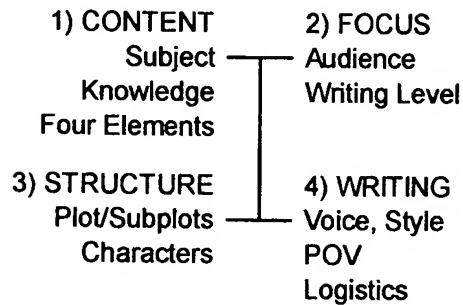 1) CONTENT
Subject
Knowledge
Four Elements
2) FOCUS
Audience
Writing Level
3) STRUCTURE
Plot/Subplots
Characters
4) WRITING
Voice, Style
POV
Logistics